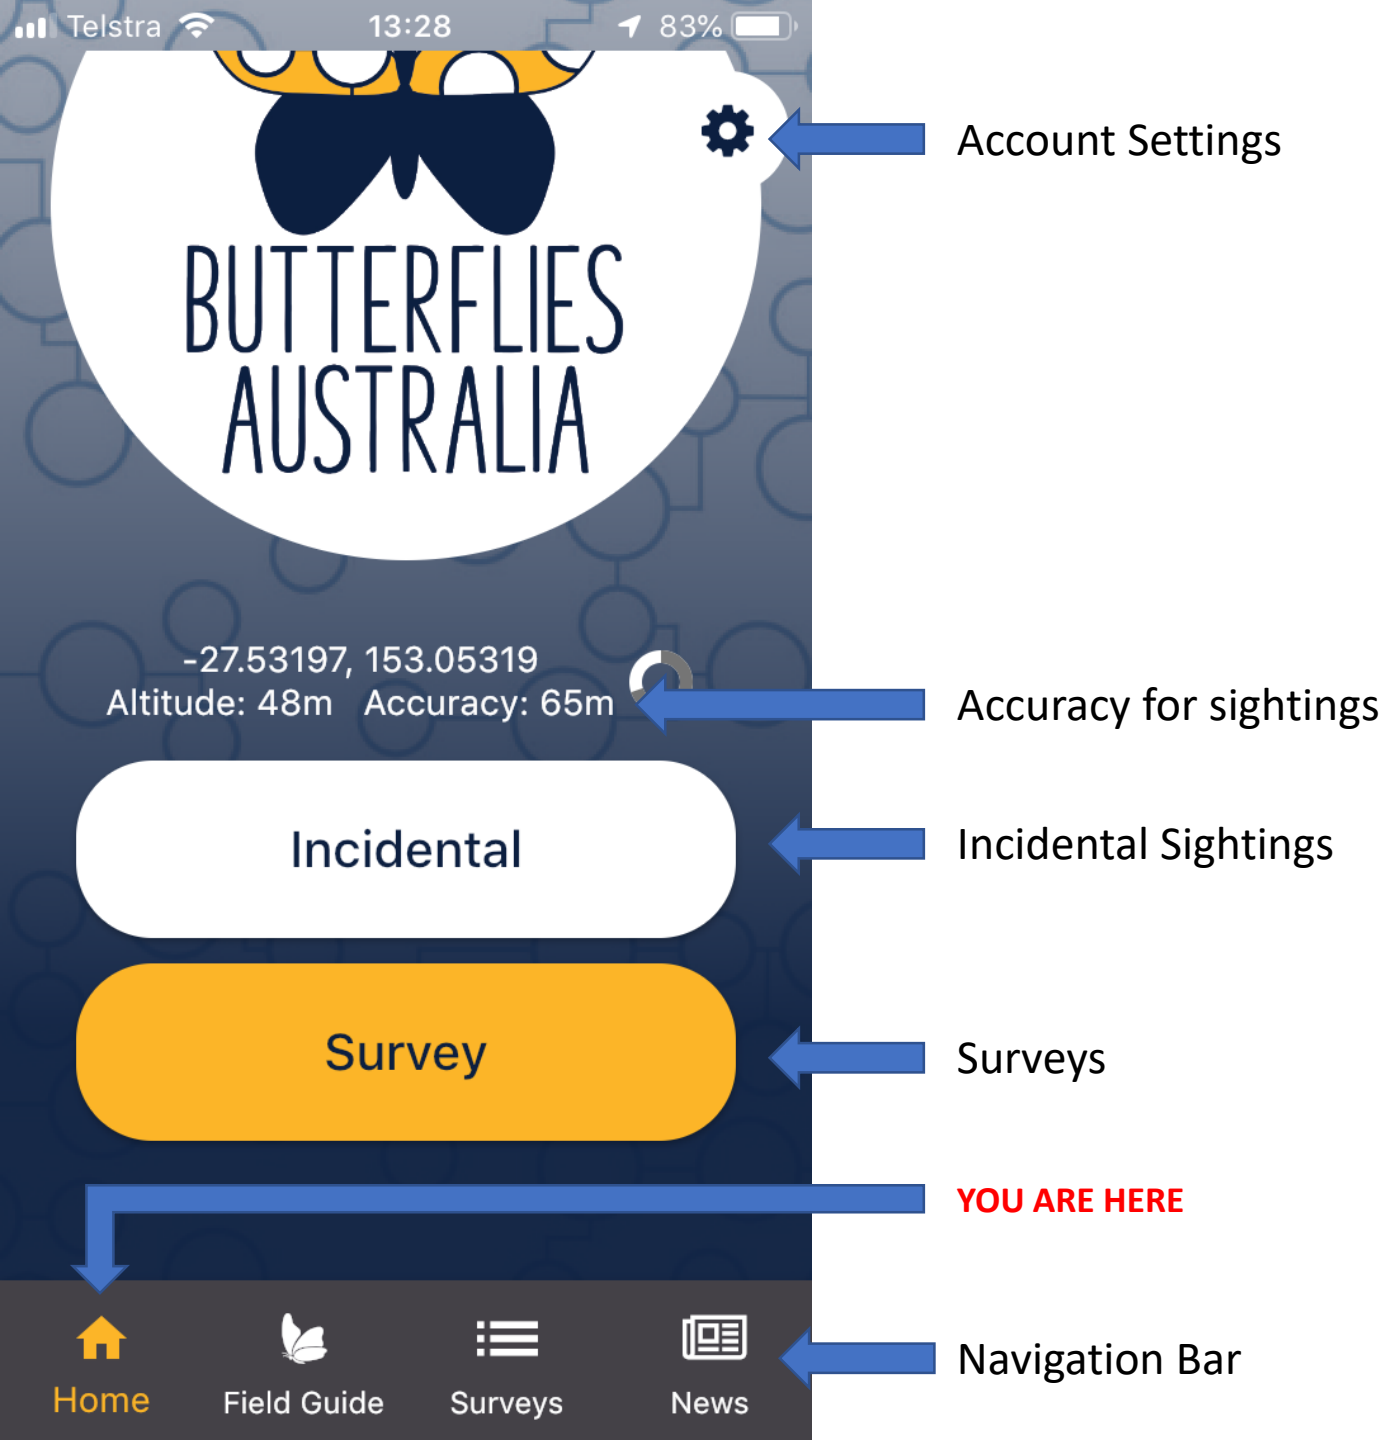 Telstra 13:28 83%
Account Settings
BUTTERFLIES
AUSTRALIA
-27.53197, 153.05319
Altitude: 48m Accuracy: 65m
Accuracy for sightings
Incidental
Incidental Sightings
Survey
Surveys
YOU ARE HERE
Navigation Bar
Home Field Guide Surveys News